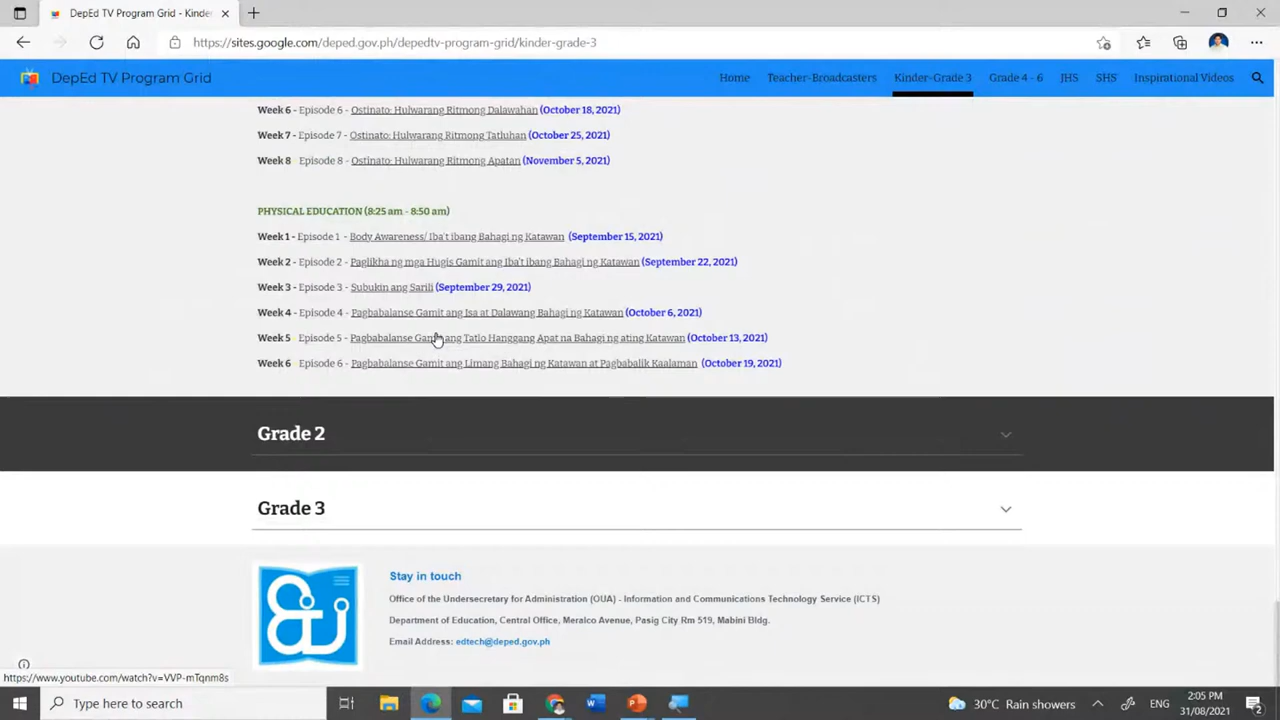 DepEd TV Program Grid - Kinder
https://sites.google.com/deped.gov.ph/depedtv-program-grid/kinder-grade-3
DepEd TV Program Grid Home Teacher-Broadcasters Kinder-Grade 3 Grade 4 - 6 JHS SHS Inspirational Videos
Week 6 - Episode 6 - Ostinato: Hulwarang Ritmong Dalawahan (October 18, 2021)
Week 7 - Episode 7 - Ostinato: Hulwarang Ritmong Tatluhan (October 25, 2021)
Week 8 Episode 8 - Ostinato: Hulwarang Ritmong Apatan (November 5, 2021)
PHYSICAL EDUCATION (8:25 am - 8:50 am)
Week 1 - Episode 1 - Body Awareness/ Iba't ibang Bahagi ng Katawan (September 15, 2021)
Week 2 - Episode 2 - Paglikha ng mga Hugis Gamit ang Iba't ibang Bahagi ng Katawan (September 22, 2021)
Week 3 - Episode 3 - Subukin ang Sarili (September 29, 2021)
Week 4 - Episode 4 - Pagbabalanse Gamit ang Isa at Dalawang Bahagi ng Katawan (October 6, 2021)
Week 5 Episode 5 - Pagbabalanse Gamit ang Tatlo Hanggang Apat na Bahagi ng ating Katawan (October 13, 2021)
Week 6 Episode 6 - Pagbabalanse Gamit ang Limang Bahagi ng Katawan at Pagbabalik Kaalaman (October 19, 2021)
Grade 2
Grade 3
Stay in touch
Office of the Undersecretary for Administration (OUA) - Information and Communications Technology Service (ICTS)
Department of Education, Central Office, Meralco Avenue, Pasig City Rm 519, Mabini Bldg.
Email Address: edtech@deped.gov.ph
https://www.youtube.com/watch?v=VVP-mTqnm8s
Type here to search 30°C Rain showers ENG 2:05 PM
31/08/2021 2